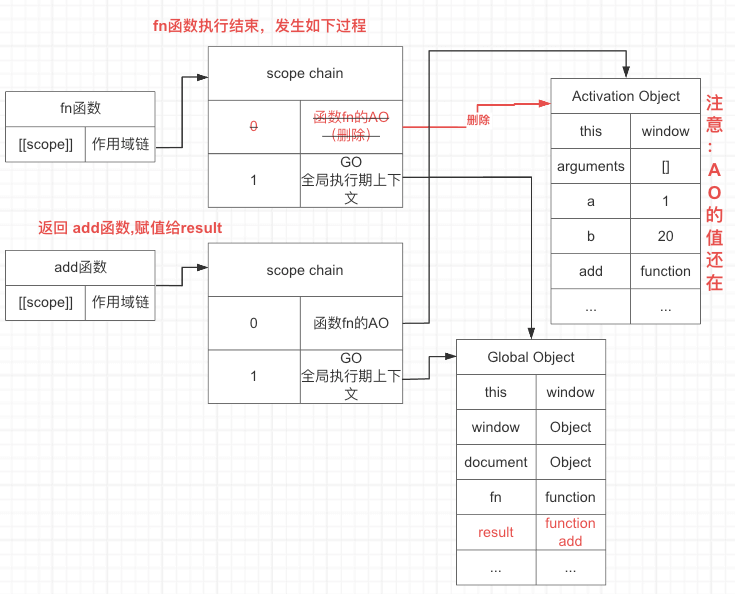 fn函数执行结束，发生如下过程
fn函数
[[scope]] 作用域链
scope chain
0 函数fn的AO
（删除）
1 GO
全局执行期上下
文
删除
Activation Object
this window
arguments []
a 1
b 20
add function
... ...
注意：AO的值还在
返回 add函数,赋值给result
add函数
[[scope]] 作用域链
scope chain
0 函数fn的AO
1 GO
全局执行期上下
文
Global Object
this window
window Object
document Object
fn function
result function
add
... ...